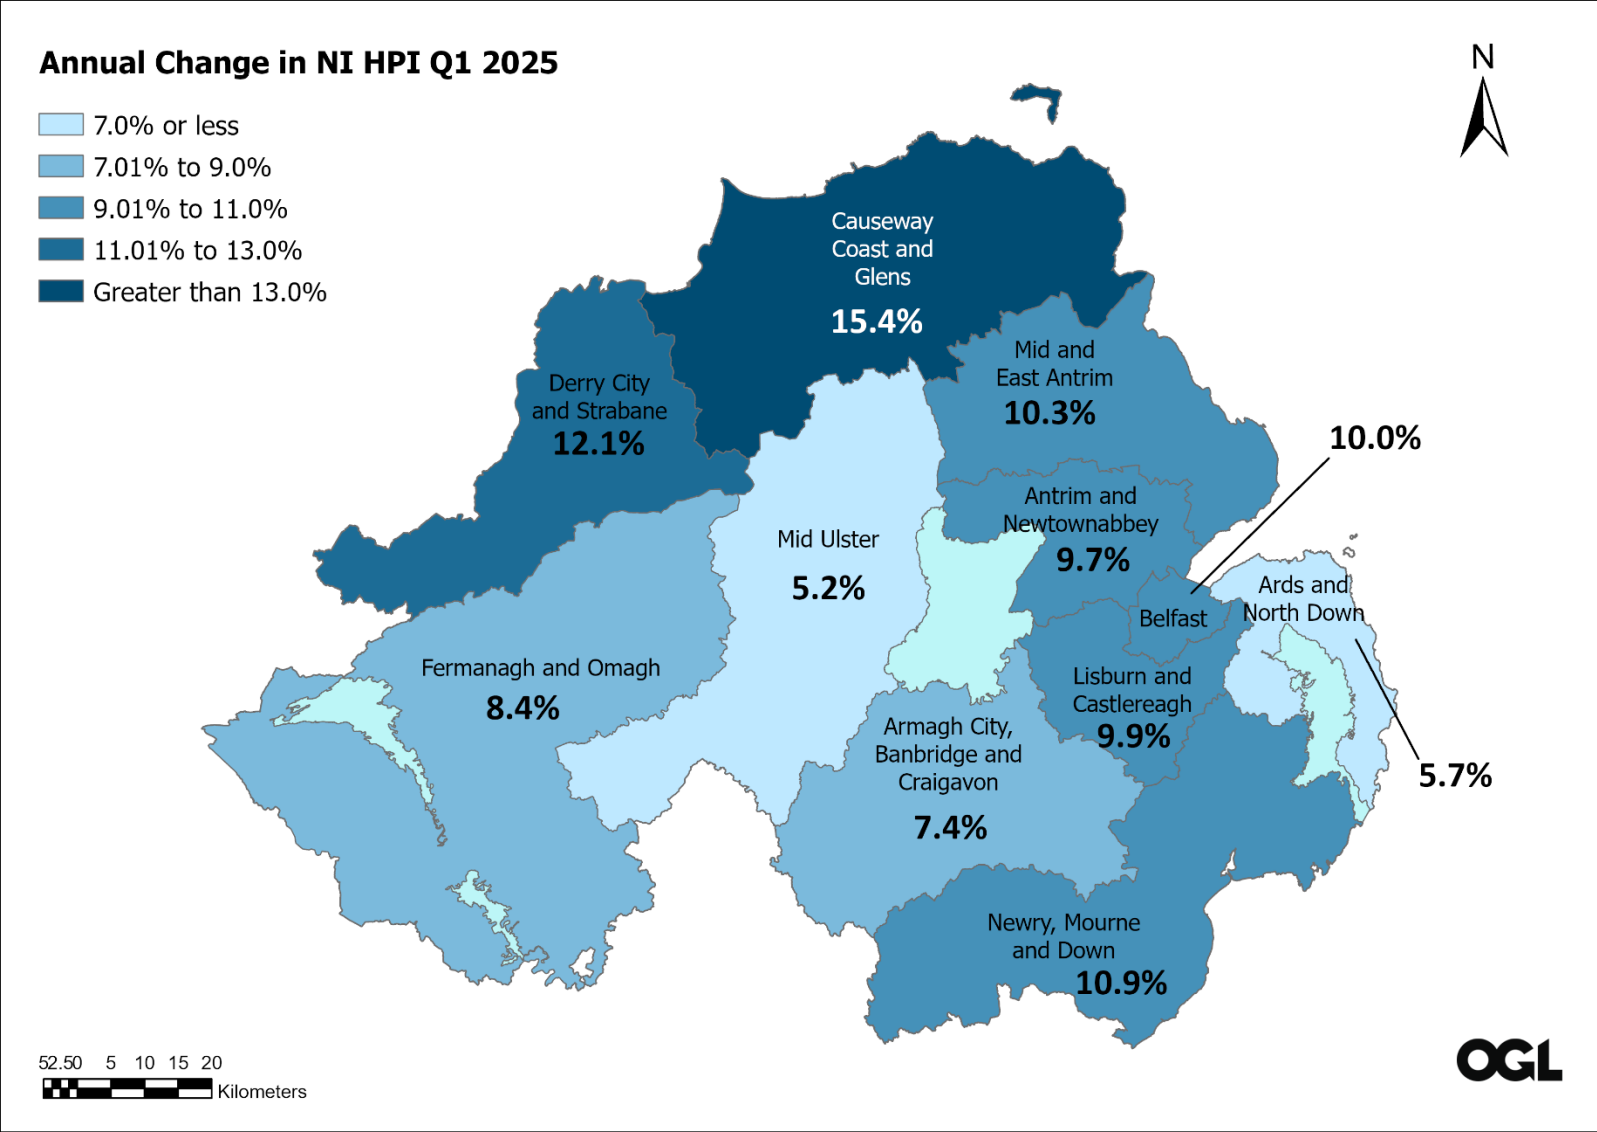 Annual Change in NI HPI Q1 2025
7.0% or less
7.01% to 9.0%
9.01% to 11.0%
11.01% to 13.0%
Greater than 13.0%
N
Causeway
Coast and
Glens
15.4%
Mid and
East Antrim
10.3%
Derry City
and Strabane
12.1%
10.0%
Antrim and
Newtownabbey
9.7%
Mid Ulster
5.2%
Ards and
North Down
Belfast
Fermanagh and Omagh
8.4%
Lisburn and
Castlereagh
9.9%
Armagh City,
Banbridge and
Craigavon
7.4%
5.7%
Newry, Mourne
and Down
10.9%
52.50 5 10 15 20
Kilometers
OGL